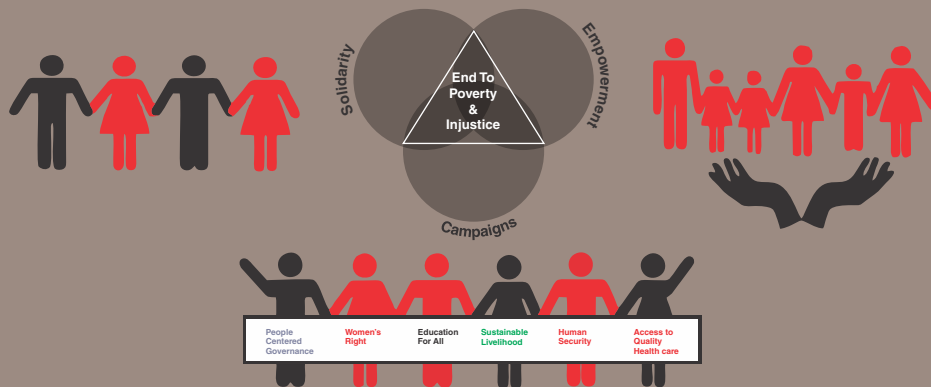 Solidarity
Empowerment
End To
Poverty
&
Injustice
Campaigns
People
Centered
Governance
Women's
Right
Education
For All
Sustainable
Livelihood
Human
Security
Access to
Quality
Health care